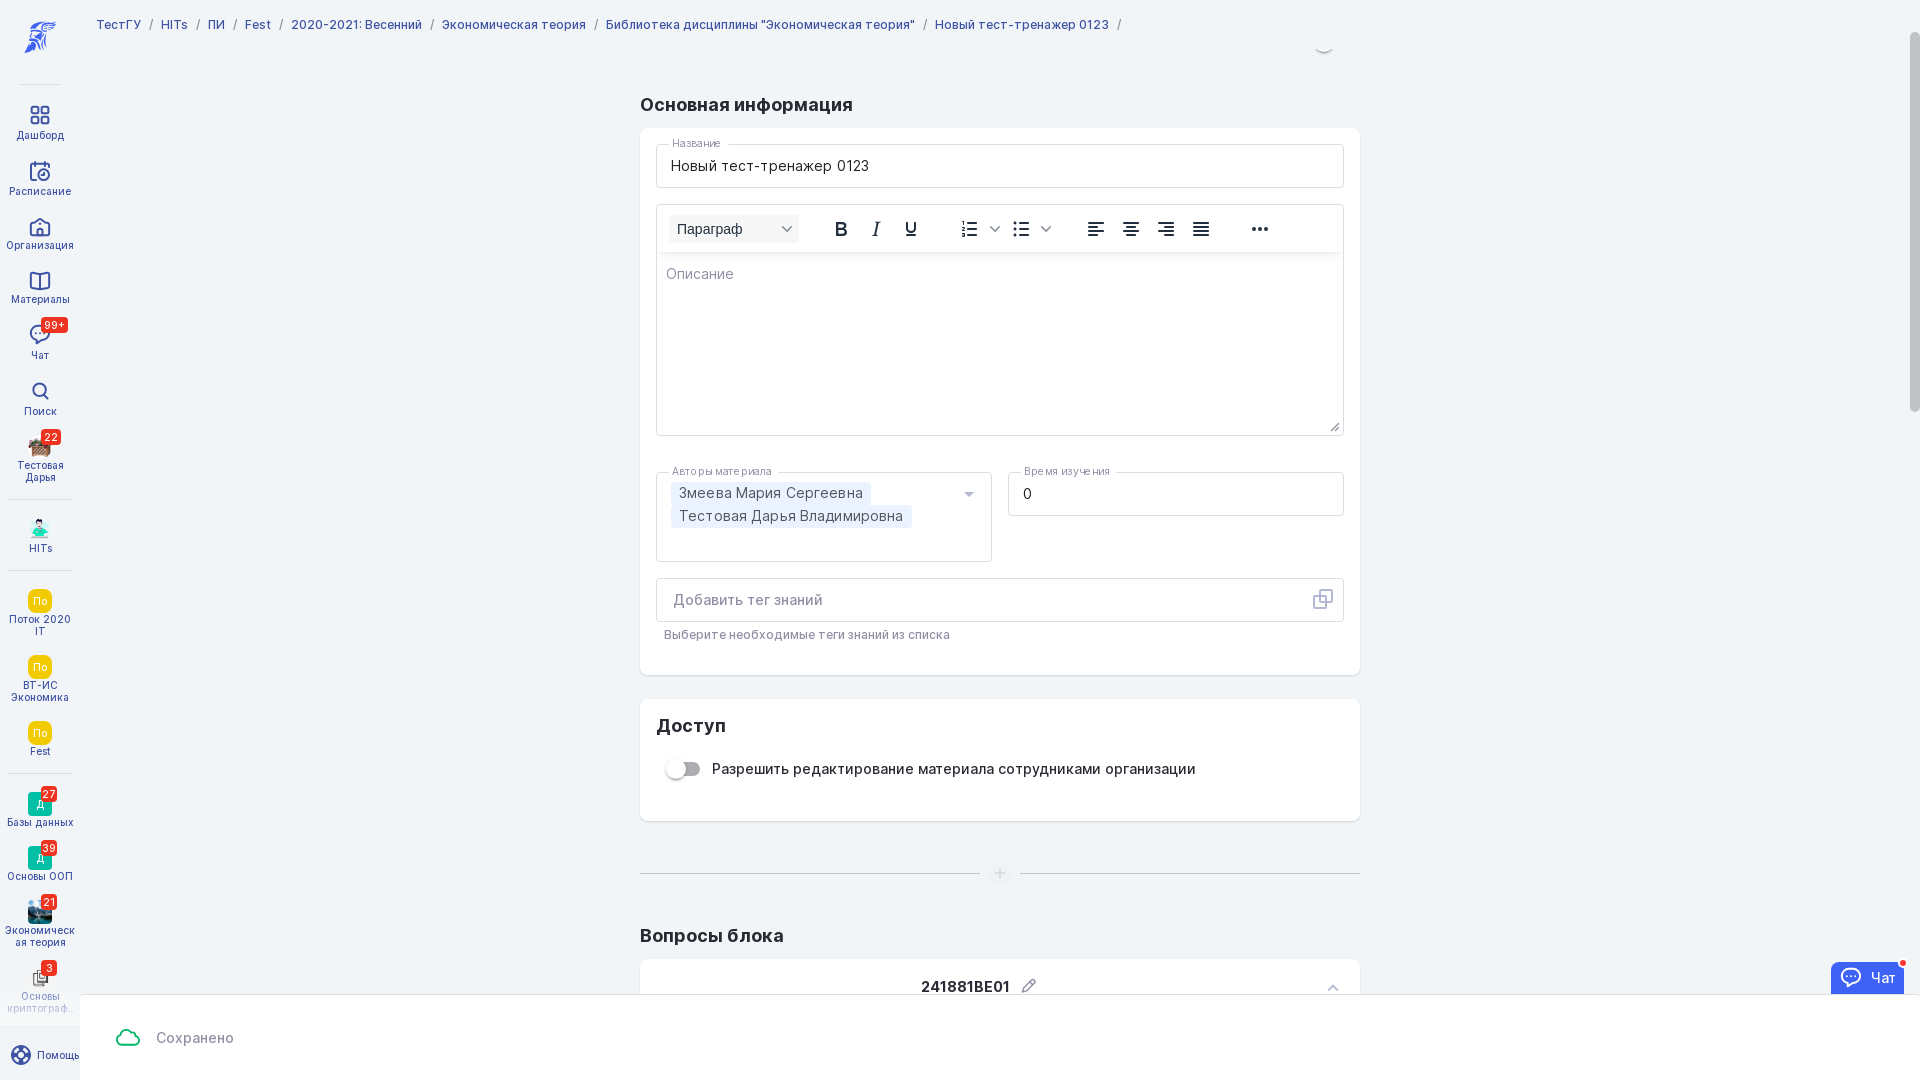 ТестГУ / HITs / ПИ / Fest / 2020-2021: Весенний / Экономическая теория / Библиотека дисциплины "Экономическая теория" / Новый тест-тренажер 0123 /
Дашборд
Расписание
Организация
Материалы
99+
Чат
Поиск
22
Тестовая
Дарья
HITs
По
Поток 2020
IT
По
ВТ-ИС
Экономика
По
Fest
27
Д
Базы данных
39
Д
Основы ООП
21
Экономическ
ая теория
3
Основы
криптограф...
Помощь
Основная информация
Название
Новый тест-тренажер 0123
Параграф
Описание
Авторы материала
Змеева Мария Сергеевна
Тестовая Дарья Владимировна
Время изучения
0
Добавить тег знаний
Выберите необходимые теги знаний из списка
Доступ
Разрешить редактирование материала сотрудниками организации
Вопросы блока
241881BE01
Чат
Сохранено